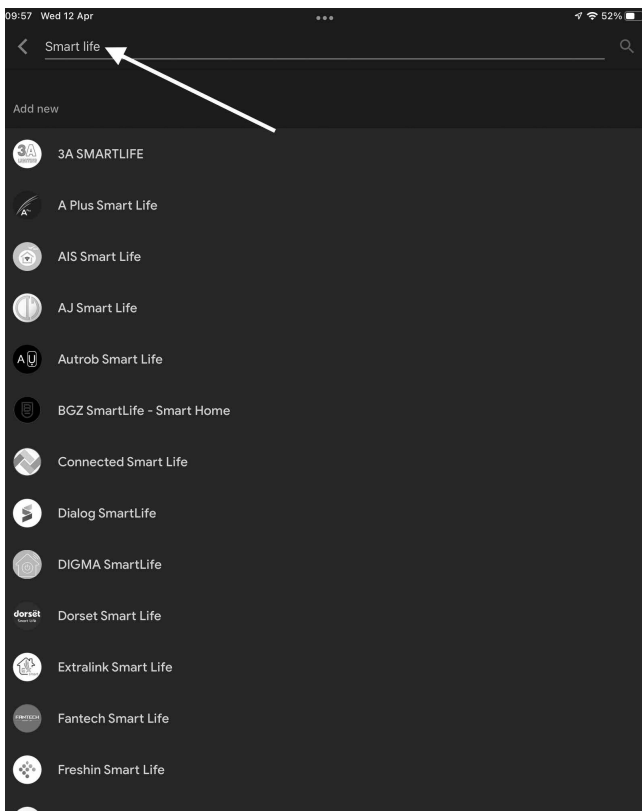 09:57 Wed 12 Apr
52%
Smart life
Add new
3A SMARTLIFE
A Plus Smart Life
AIS Smart Life
AJ Smart Life
Autrob Smart Life
BGZ SmartLife - Smart Home
Connected Smart Life
Dialog SmartLife
DIGMA SmartLife
dorsët
Dorset Smart Life
Extralink Smart Life
FANTECH
Fantech Smart Life
Freshin Smart Life